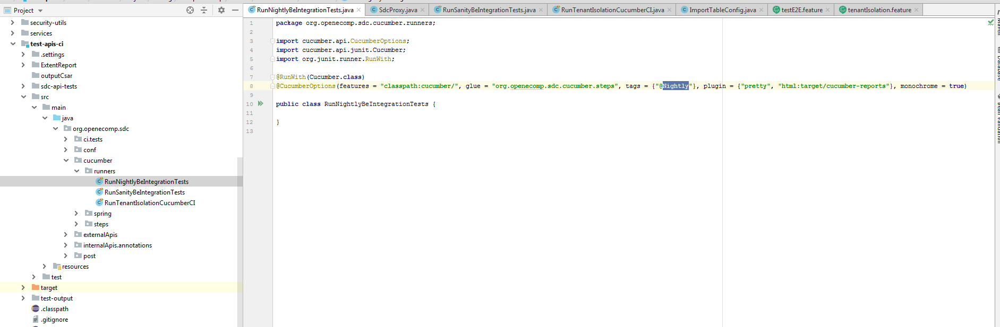 Project
RunNightlyBeIntegrationTests.java
SdcProxy.java
RunSanityBeIntegrationTests.java
RunTenantIsolationCucumberCI.java
ImportTableConfig.java
testE2E.feature
tenantIsolation.feature
security-utils
services
test-apis-ci
.settings
ExtentReport
outputCsar
sdc-api-tests
src
main
java
org.openecomp.sdc
ci.tests
conf
cucumber
runners
RunNightlyBeIntegrationTests
RunSanityBeIntegrationTests
RunTenantIsolationCucumberCI
spring
steps
externalApis
internalApis.annotations
post
resources
test
target
test-output
.classpath
.gitignore
1 package org.openecomp.sdc.cucumber.runners;
2
3 import cucumber.api.CucumberOptions;
4 import cucumber.api.junit.Cucumber;
5 import org.junit.runner.RunWith;
6
7 @RunWith(Cucumber.class)
8 @CucumberOptions(features = "classpath:cucumber/", glue = "org.openecomp.sdc.cucumber.steps", tags = {"@Nightly"}, plugin = {"pretty", "html:target/cucumber-reports"}, monochrome = true)
9
10 public class RunNightlyBeIntegrationTests {
11
12 }
13
Database